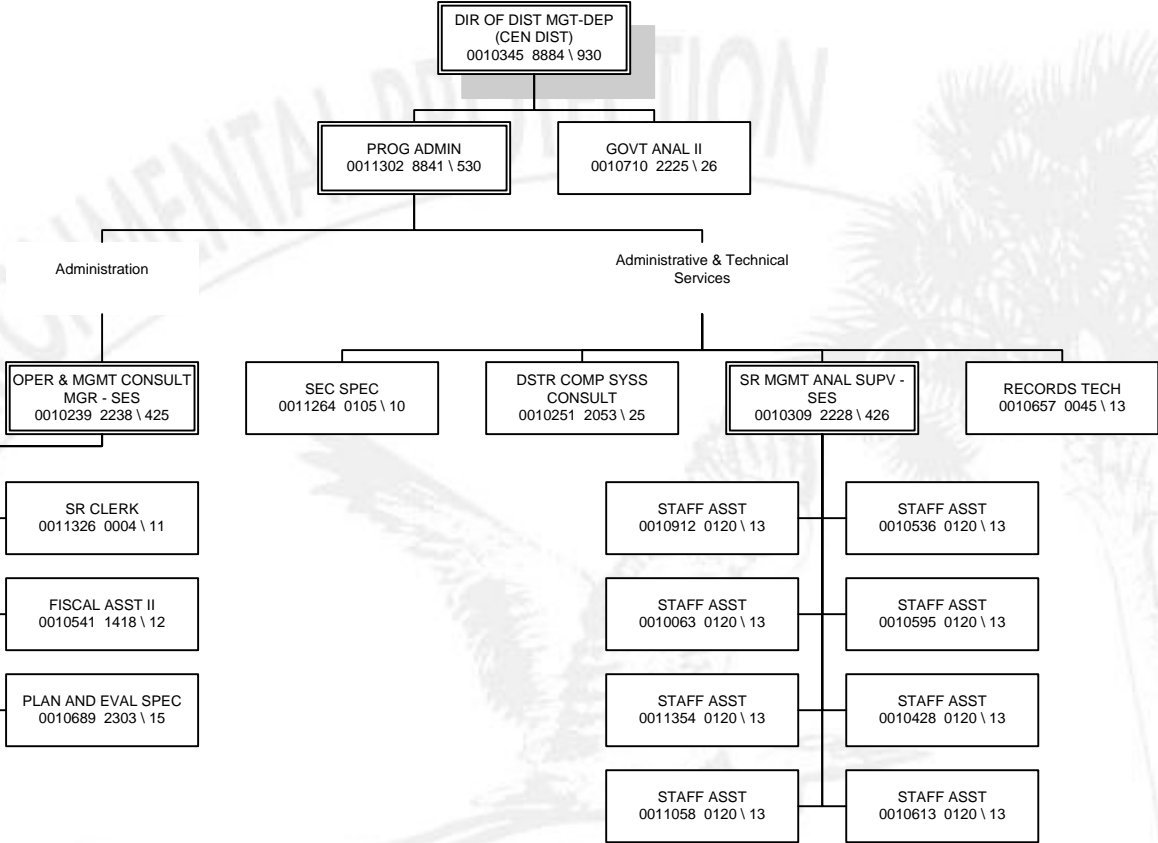 DIR OF DIST MGT-DEP
(CEN DIST)
0010345 8884 \ 930
PROG ADMIN
0011302 8841 \ 530
GOVT ANAL II
0010710 2225 \ 26
Administration
Administrative & Technical
Services
OPER & MGMT CONSULT
MGR - SES
0010239 2238 \ 425
SEC SPEC
0011264 0105 \ 10
DSTR COMP SYSS
CONSULT
0010251 2053 \ 25
SR MGMT ANAL SUPV -
SES
0010309 2228 \ 426
RECORDS TECH
0010657 0045 \ 13
SR CLERK
0011326 0004 \ 11
STAFF ASST
0010912 0120 \ 13
STAFF ASST
0010536 0120 \ 13
FISCAL ASST II
0010541 1418 \ 12
STAFF ASST
0010063 0120 \ 13
STAFF ASST
0010595 0120 \ 13
PLAN AND EVAL SPEC
0010689 2303 \ 15
STAFF ASST
0011354 0120 \ 13
STAFF ASST
0010428 0120 \ 13
STAFF ASST
0011058 0120 \ 13
STAFF ASST
0010613 0120 \ 13